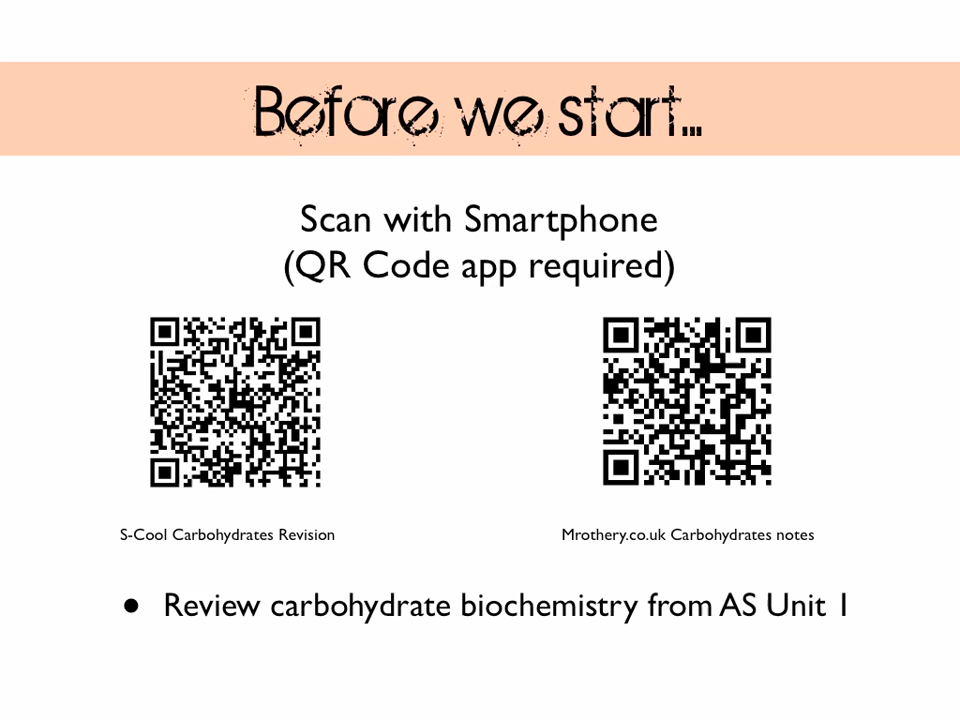 Before we start...
Scan with Smartphone
(QR Code app required)
S-Cool Carbohydrates Revision
Mrothery.co.uk Carbohydrates notes
• Review carbohydrate biochemistry from AS Unit 1